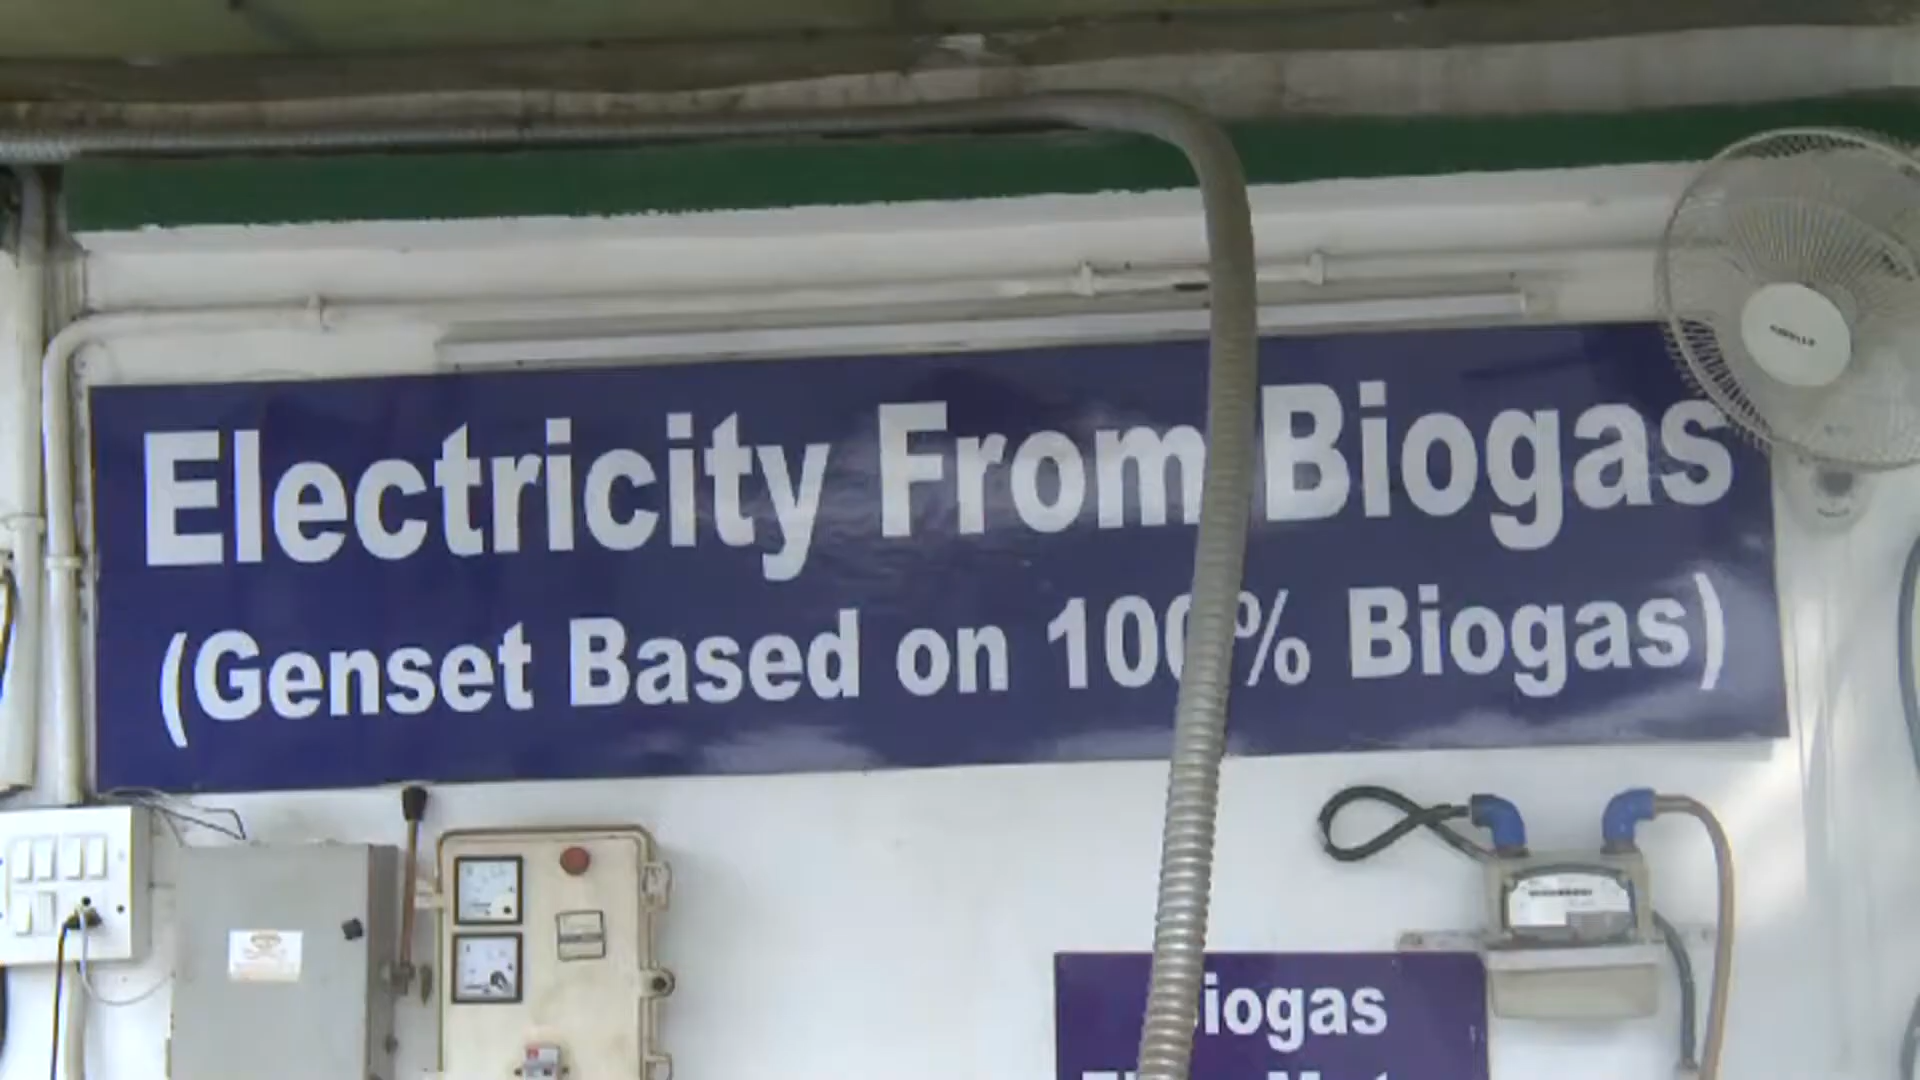 Electricity From Biogas
(Genset Based on 100% Biogas)
Biogas